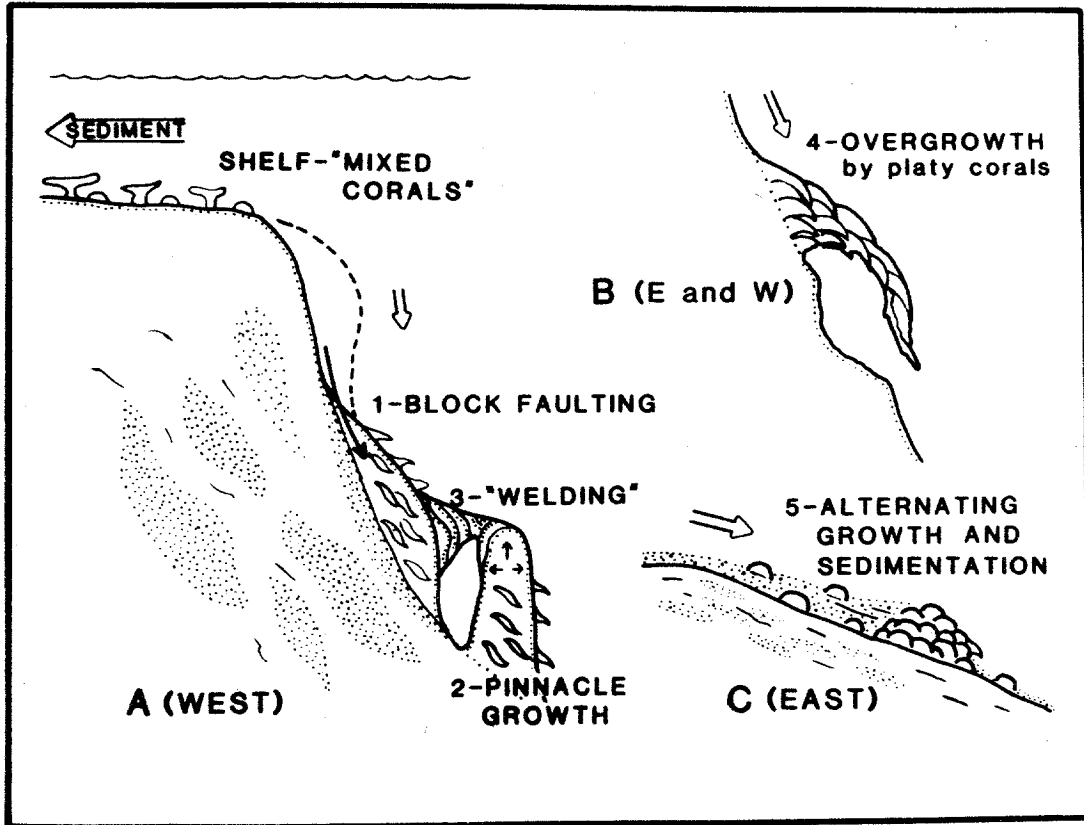 SEDIMENT
SHELF-"MIXED
CORALS"
1-BLOCK FAULTING
3-"WELDING"
2-PINNACLE
GROWTH
A (WEST)
4-OVERGROWTH
by platy corals
B (E and W)
5-ALTERNATING
GROWTH AND
SEDIMENTATION
C (EAST)